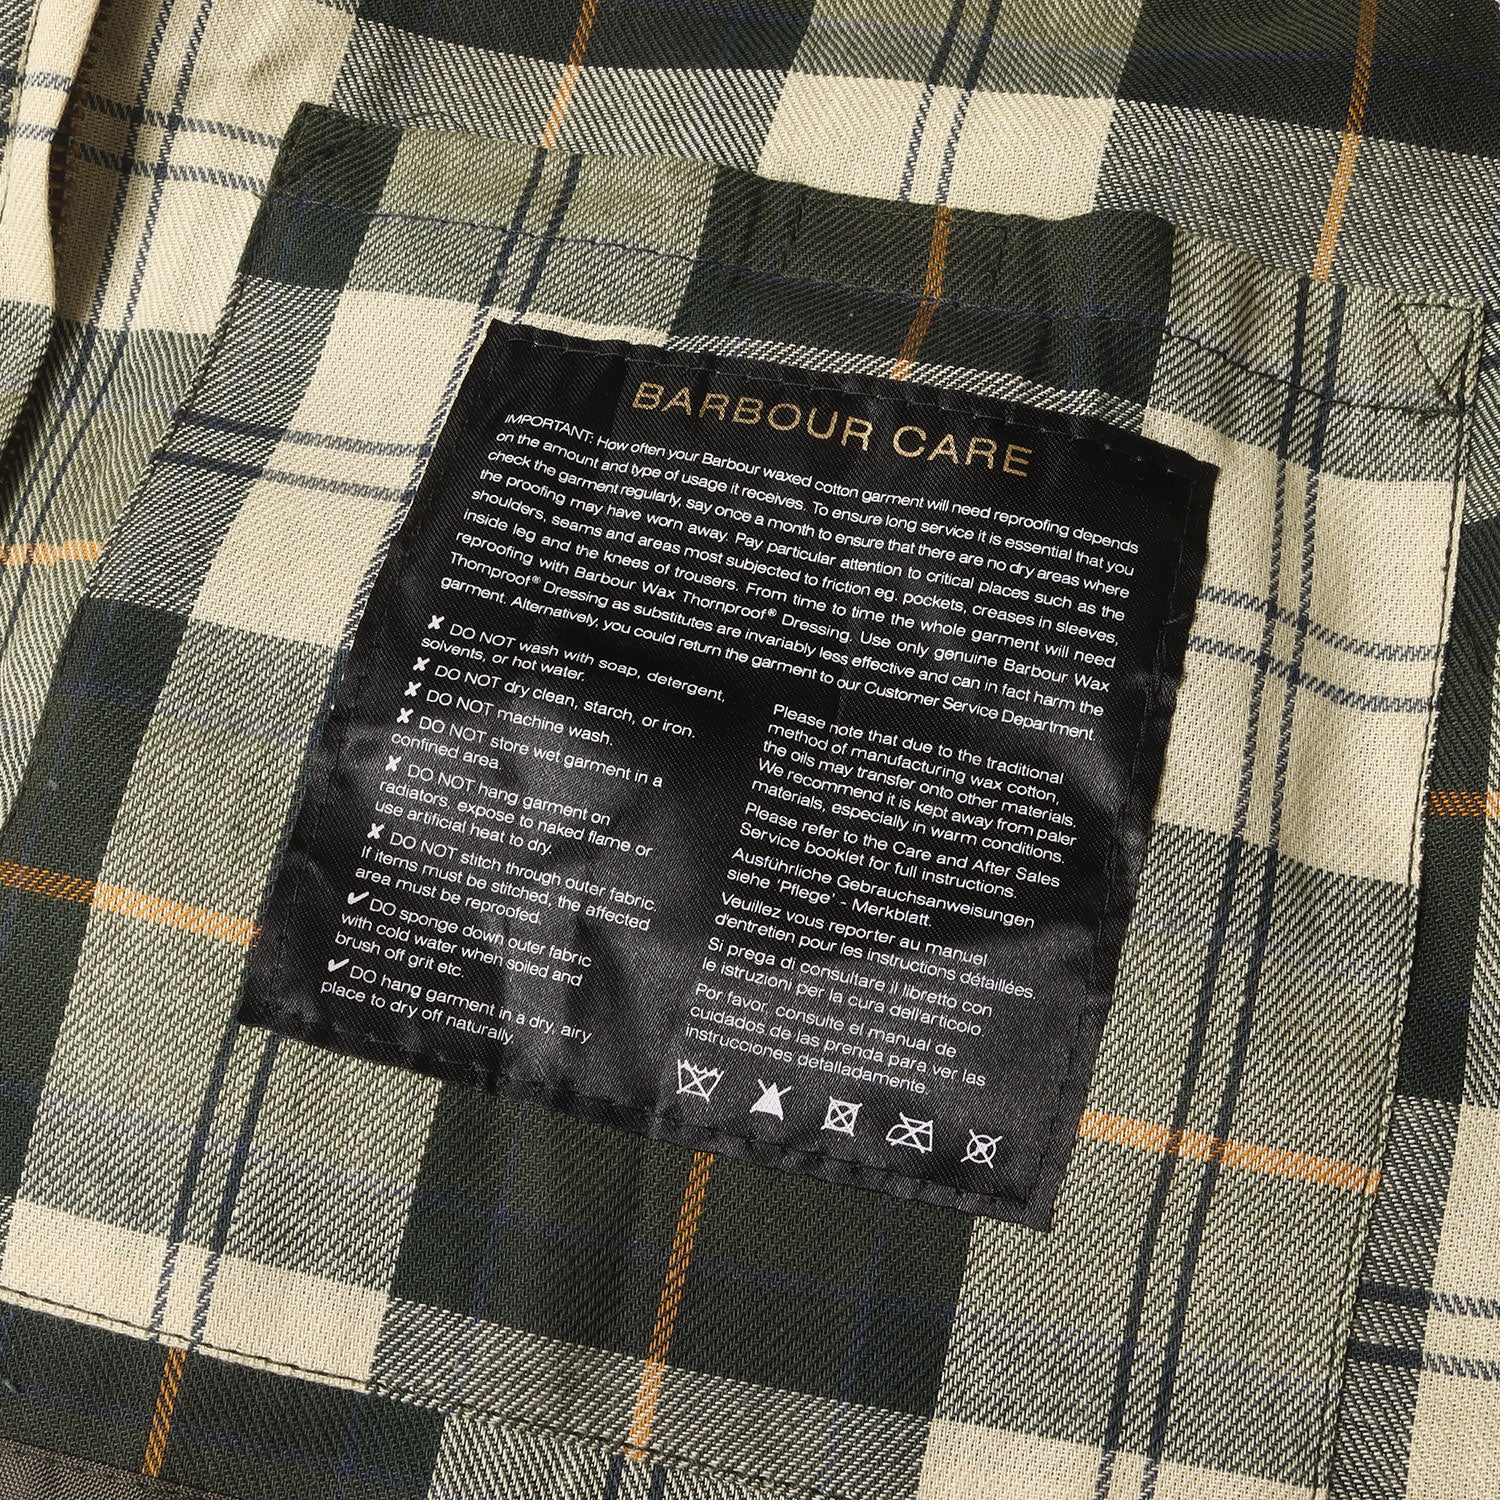 BARBOUR CARE
IMPORTANT: How often your Barbour waxed cotton garment will need reproofing depends
on the amount and type of usage it receives. To ensure long service it is essential that you
check the garment regularly, say once a month to ensure that there are no dry areas where
the proofing may have worn away. Pay particular attention to critical places such as the
shoulders, seams and areas most subjected to friction eg. pockets, creases in sleeves,
inside leg and the knees of trousers. From time to time the whole garment will need
reproofing with Barbour Wax Thornproof® Dressing. Use only genuine Barbour Wax
Thornproof® Dressing as substitutes are invariably less effective and can in fact harm the
garment. Alternatively, you could return the garment to our Customer Service Department.
✘ DO NOT wash with soap, detergent,
solvents, or hot water.
✘ DO NOT dry clean, starch, or iron.
✘ DO NOT machine wash.
✘ DO NOT store wet garment in a
confined area.
✘ DO NOT hang garment on
radiators, expose to naked flame or
use artificial heat to dry.
✘ DO NOT stitch through outer fabric.
If items must be stitched, the affected
area must be reproofed.
✔ DO sponge down outer fabric
with cold water when soiled and
brush off grit etc.
✔ DO hang garment in a dry, airy
place to dry off naturally.
Please note that due to the traditional
method of manufacturing wax cotton,
the oils may transfer onto other materials.
We recommend it is kept away from paler
materials, especially in warm conditions.
Please refer to the Care and After Sales
Service booklet for full instructions.
Ausführliche Gebrauchsanweisungen
siehe 'Pflege' - Merkblatt.
Veuillez vous reporter au manuel
d'entretien pour les instructions détaillées.
Si prega di consultare il libretto con
le istruzioni per la cura dell'articolo.
Por favor, consulte el manual de
cuidados de las prenda para ver las
instrucciones detalladamente.